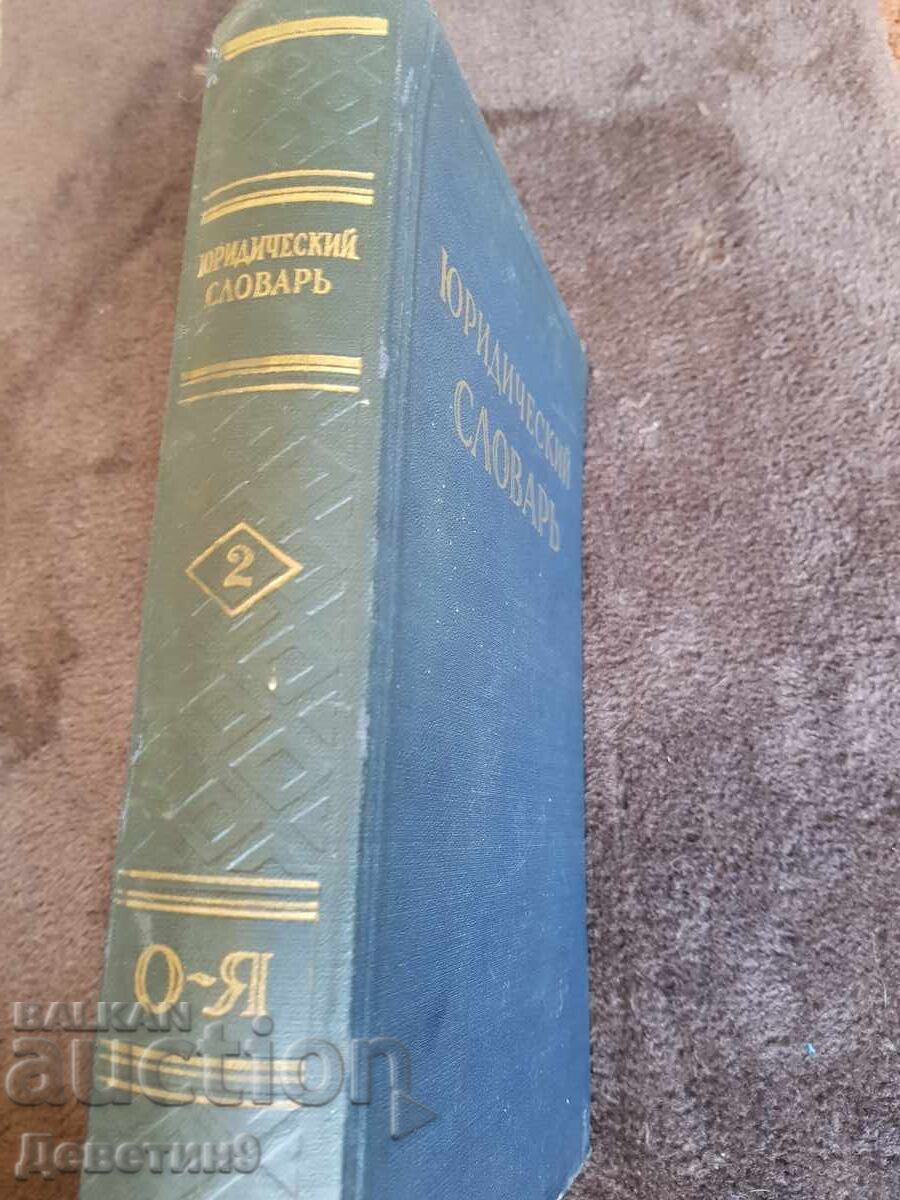 ЮРИДИЧЕСКИЙ
СЛОВАРЬ
2
О-Я
ЮРИДИЧЕСКИЙ
СЛОВАРЬ
BALKAN
auction
Деветин9